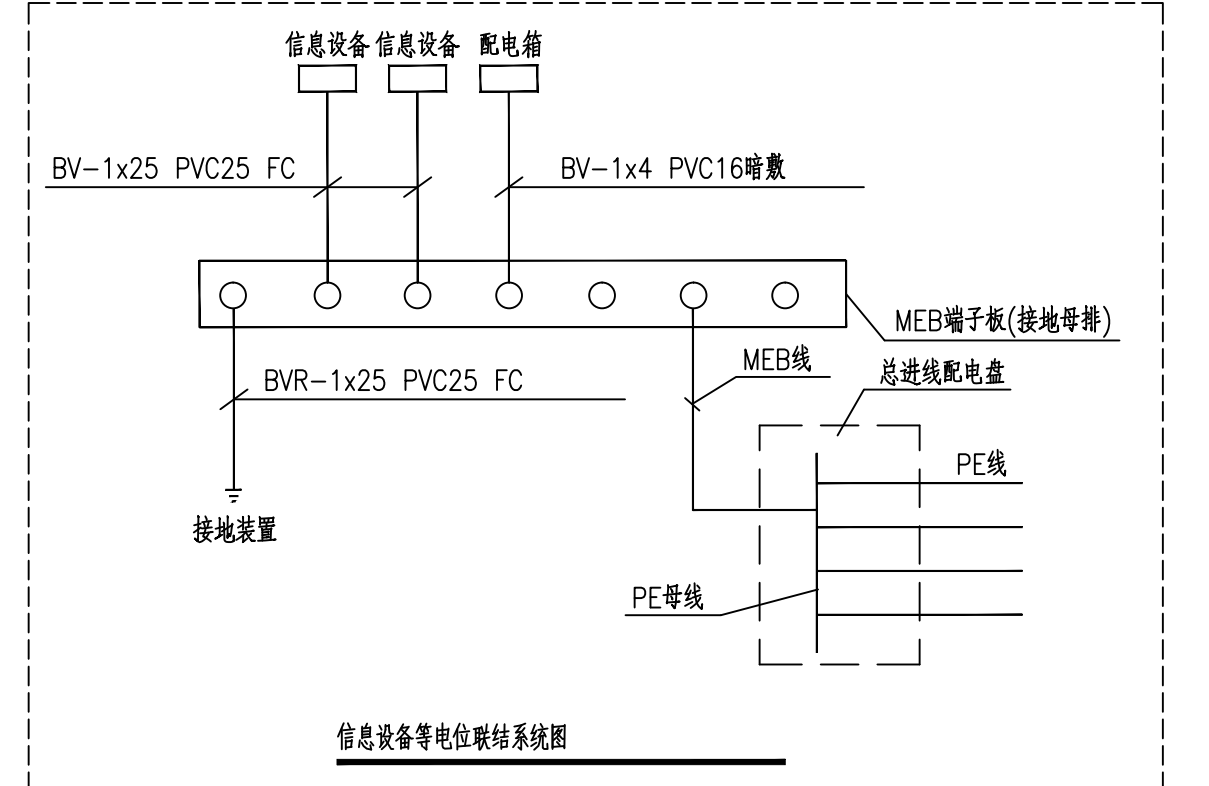 信息设备 信息设备 配电箱
BV-1x25 PVC25 FC
BV-1x4 PVC16暗敷
MEB端子板(接地母排)
MEB线
总进线配电盘
BVR-1x25 PVC25 FC
PE线
接地装置
PE母线
信息设备等电位联结系统图